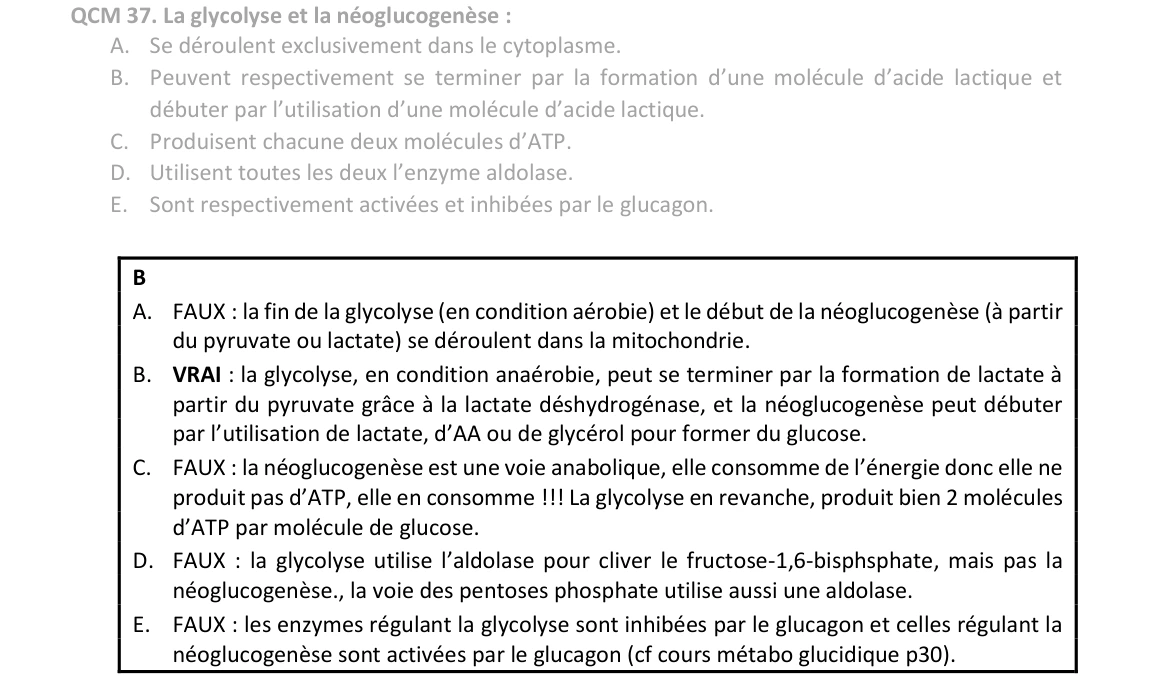 QCM 37. La glycolyse et la néoglucogenèse :
A. Se déroulent exclusivement dans le cytoplasme.
B. Peuvent respectivement se terminer par la formation d’une molécule d’acide lactique et
débuter par l’utilisation d’une molécule d’acide lactique.
C. Produisent chacune deux molécules d’ATP.
D. Utilisent toutes les deux l’enzyme aldolase.
E. Sont respectivement activées et inhibées par le glucagon.
B
A. FAUX : la fin de la glycolyse (en condition aérobie) et le début de la néoglucogenèse (à partir
du pyruvate ou lactate) se déroulent dans la mitochondrie.
B. VRAI : la glycolyse, en condition anaérobie, peut se terminer par la formation de lactate à
partir du pyruvate grâce à la lactate déshydrogénase, et la néoglucogenèse peut débuter
par l’utilisation de lactate, d’AA ou de glycérol pour former du glucose.
C. FAUX : la néoglucogenèse est une voie anabolique, elle consomme de l’énergie donc elle ne
produit pas d’ATP, elle en consomme !!! La glycolyse en revanche, produit bien 2 molécules
d’ATP par molécule de glucose.
D. FAUX : la glycolyse utilise l’aldolase pour cliver le fructose-1,6-bisphsphate, mais pas la
néoglucogenèse., la voie des pentoses phosphate utilise aussi une aldolase.
E. FAUX : les enzymes régulant la glycolyse sont inhibées par le glucagon et celles régulant la
néoglucogenèse sont activées par le glucagon (cf cours métabo glucidique p30).